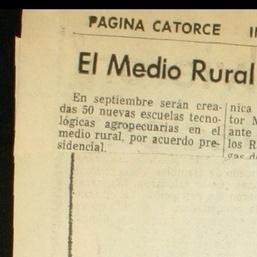 PAGINA CATORCE
El Medio Rural
En septiembre serán crea-
das 50 nuevas escuelas tecno-
lógicas agropecuarias en el
medio rural, por acuerdo pre-
sidencial.
nica
tor M
ante
los R
gas d